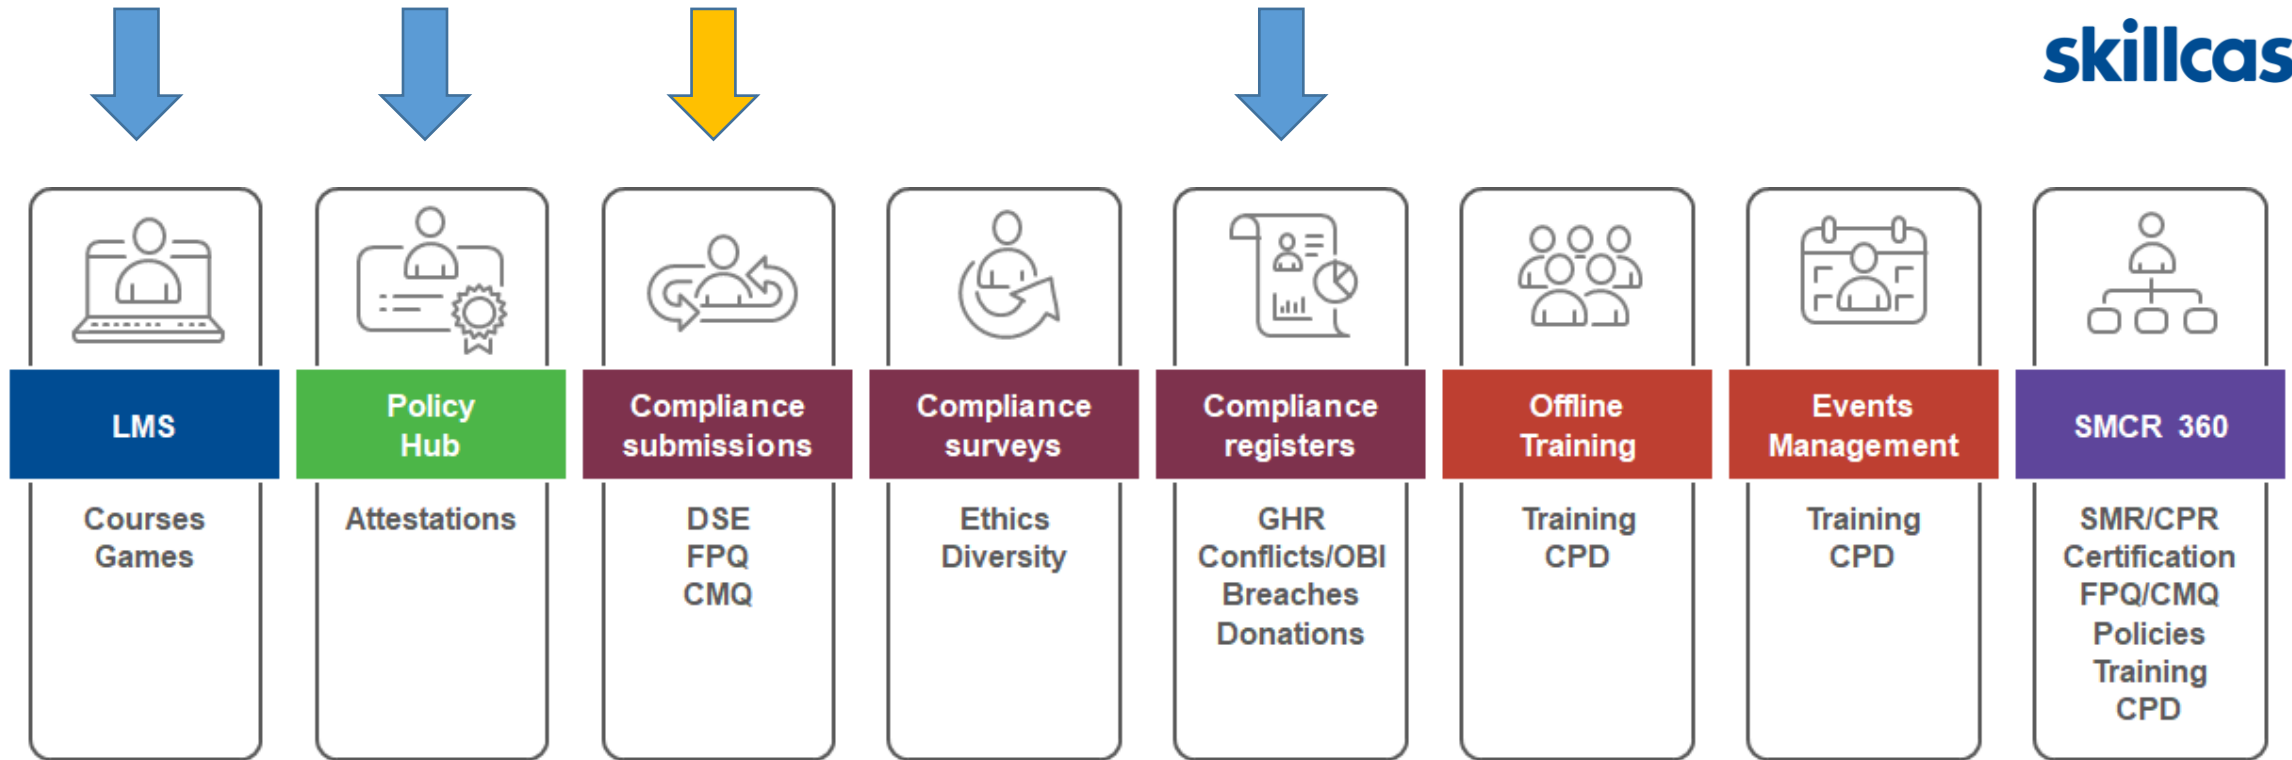 skillcas
LMS
Policy
Hub
Compliance
submissions
Compliance
surveys
Compliance
registers
Offline
Training
Events
Management
SMCR 360
Courses
Games
Attestations
DSE
FPQ
CMQ
Ethics
Diversity
GHR
Conflicts/OBI
Breaches
Donations
Training
CPD
Training
CPD
SMR/CPR
Certification
FPQ/CMQ
Policies
Training
CPD